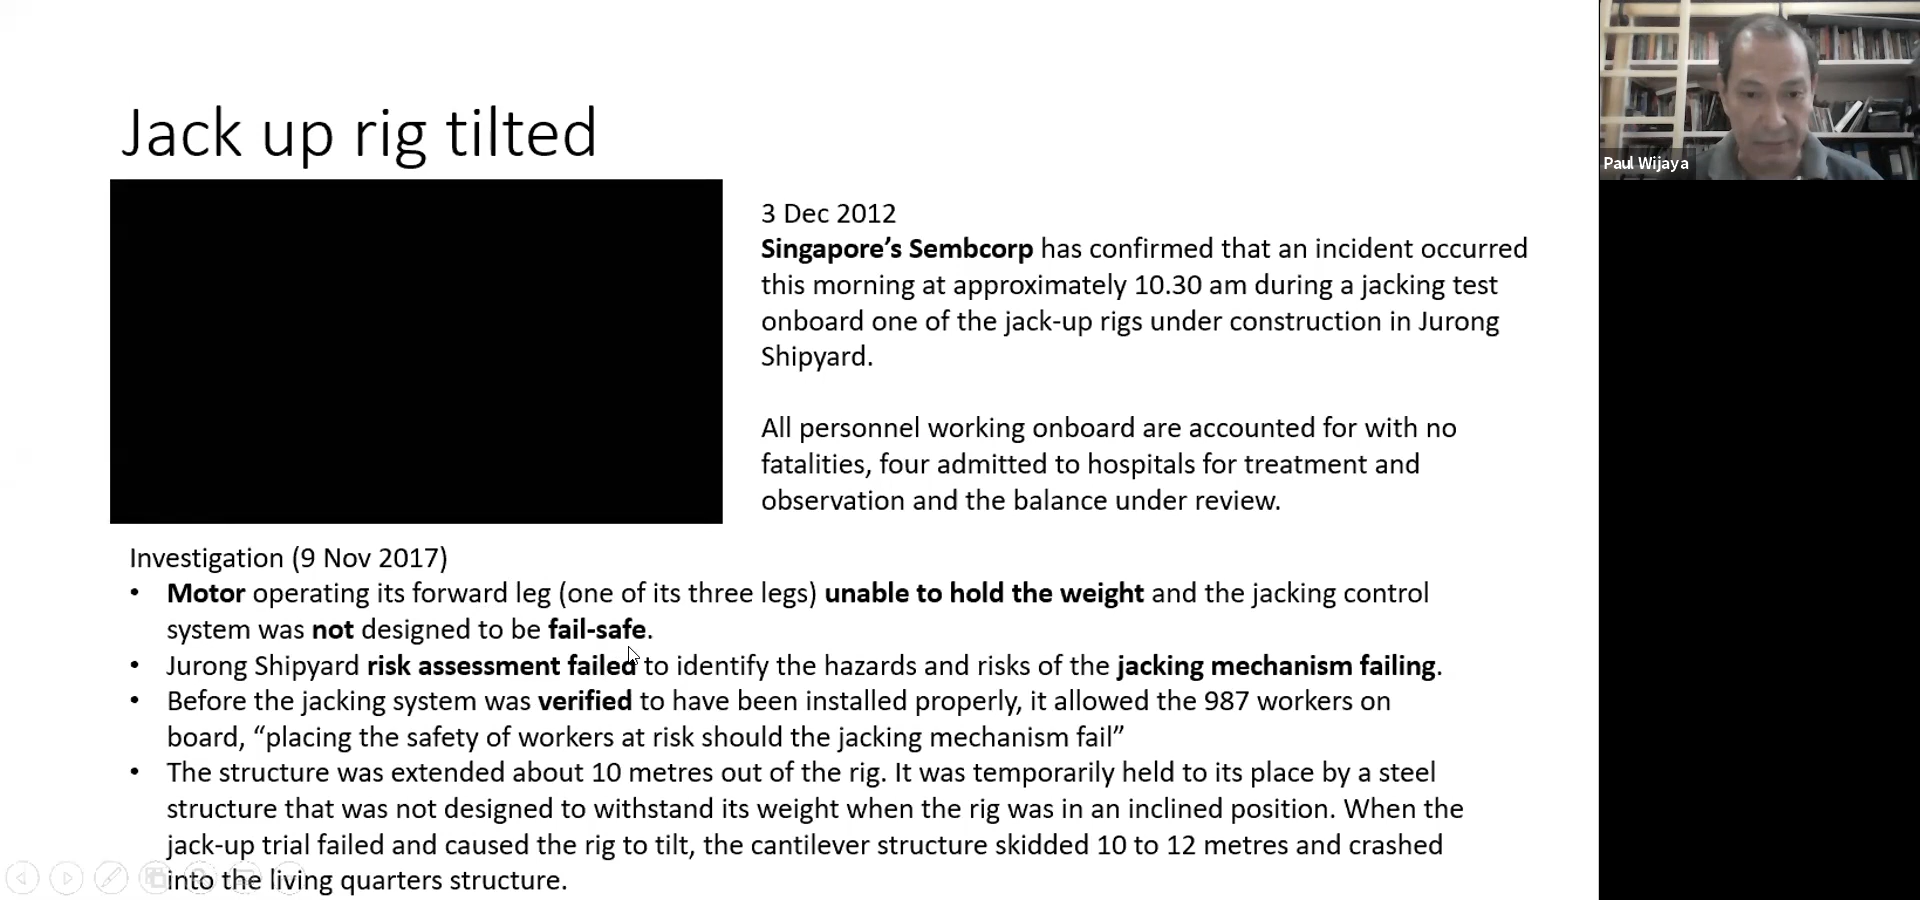 Jack up rig tilted
Paul Wijaya
3 Dec 2012
Singapore’s Sembcorp has confirmed that an incident occurred
this morning at approximately 10.30 am during a jacking test
onboard one of the jack-up rigs under construction in Jurong
Shipyard.
All personnel working onboard are accounted for with no
fatalities, four admitted to hospitals for treatment and
observation and the balance under review.
Investigation (9 Nov 2017)
• Motor operating its forward leg (one of its three legs) unable to hold the weight and the jacking control
system was not designed to be fail-safe.
• Jurong Shipyard risk assessment failed to identify the hazards and risks of the jacking mechanism failing.
• Before the jacking system was verified to have been installed properly, it allowed the 987 workers on
board, “placing the safety of workers at risk should the jacking mechanism fail”
• The structure was extended about 10 metres out of the rig. It was temporarily held to its place by a steel
structure that was not designed to withstand its weight when the rig was in an inclined position. When the
jack-up trial failed and caused the rig to tilt, the cantilever structure skidded 10 to 12 metres and crashed
into the living quarters structure.